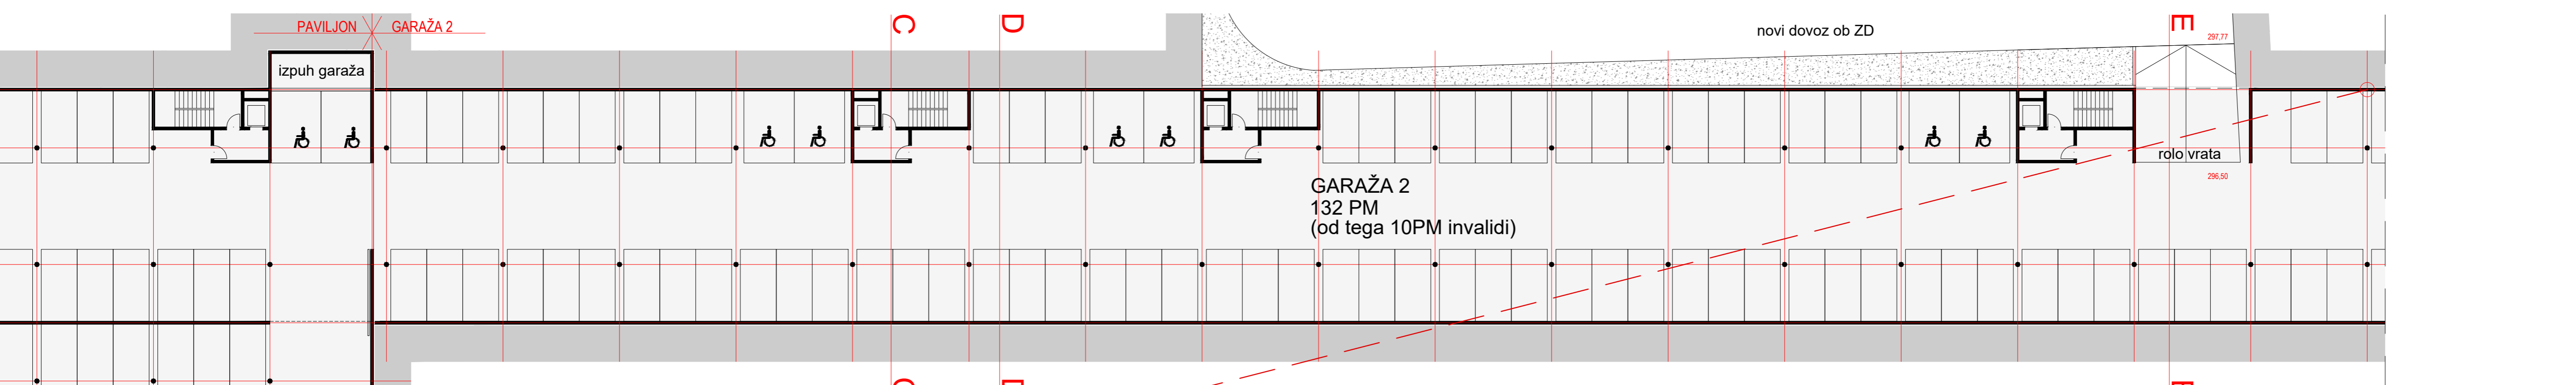 PAVILJON
GARAŽA 2
C
D
novi dovoz ob ZD
E
297,77
izpuh garaža
rolo vrata
296,50
GARAŽA 2
132 PM
(od tega 10PM invalidi)